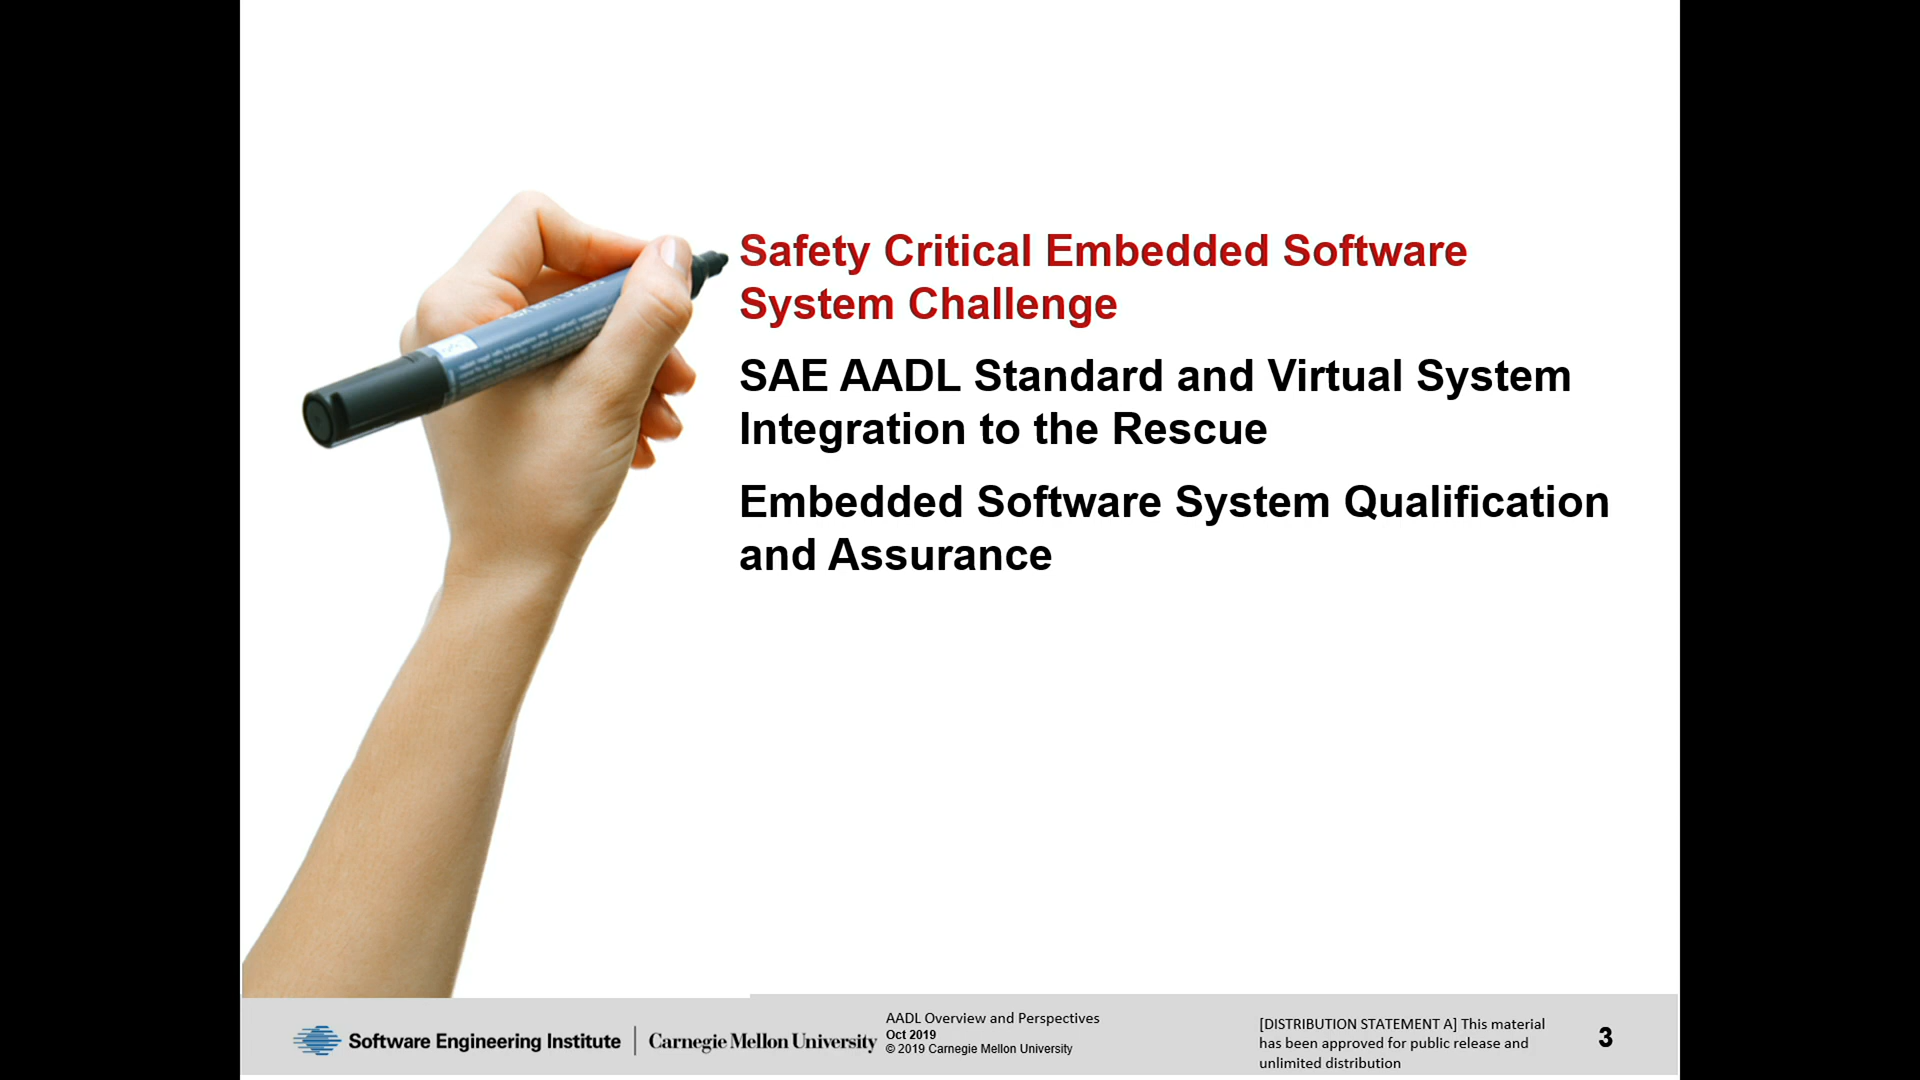 Safety Critical Embedded Software
System Challenge
SAE AADL Standard and Virtual System
Integration to the Rescue
Embedded Software System Qualification
and Assurance
Software Engineering Institute
Carnegie Mellon University
AADL Overview and Perspectives
Oct 2019
© 2019 Carnegie Mellon University
[DISTRIBUTION STATEMENT A] This material
has been approved for public release and
unlimited distribution
3